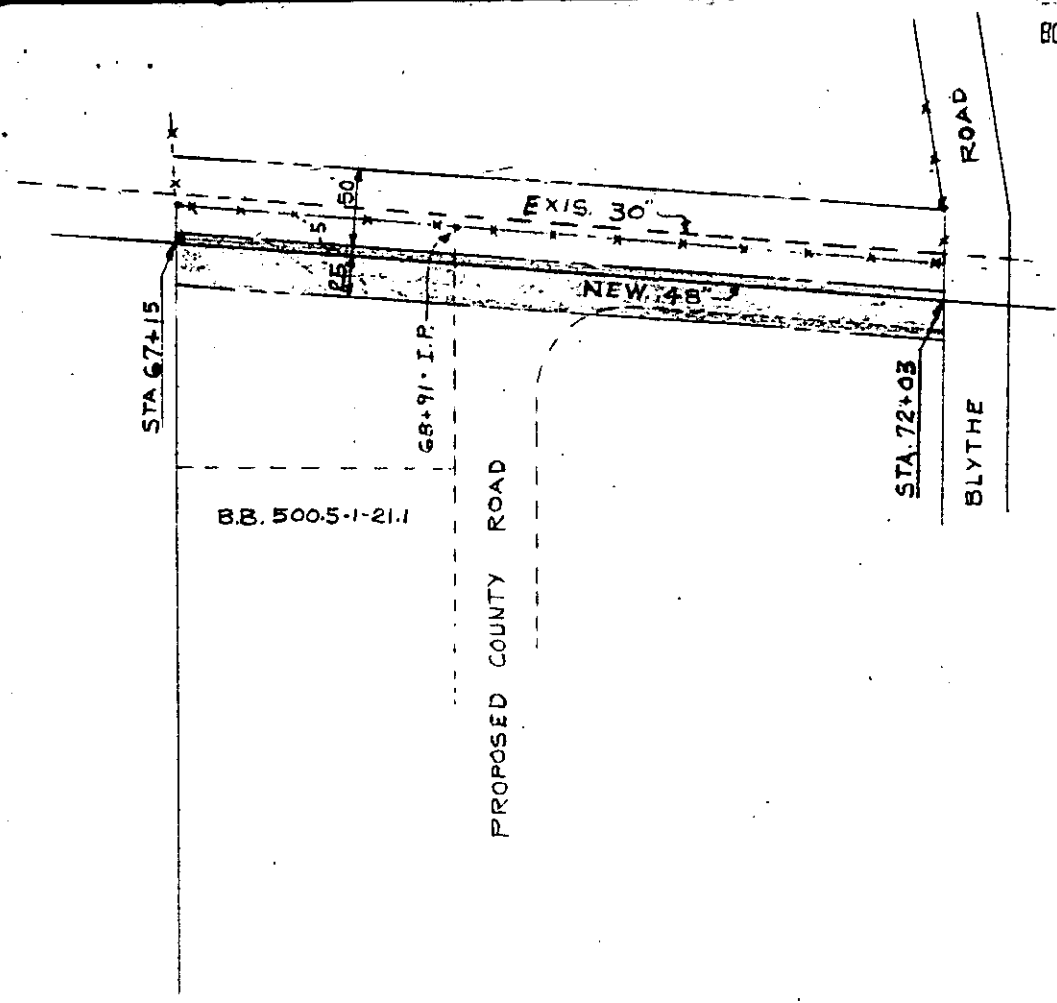 ROAD
50'
EXIS. 30"
5'
25'
NEW 48"
STA 67+15
68+91 · I.P.
STA. 72+03
BLYTHE
B.B. 500.5-1-21.1
PROPOSED COUNTY ROAD